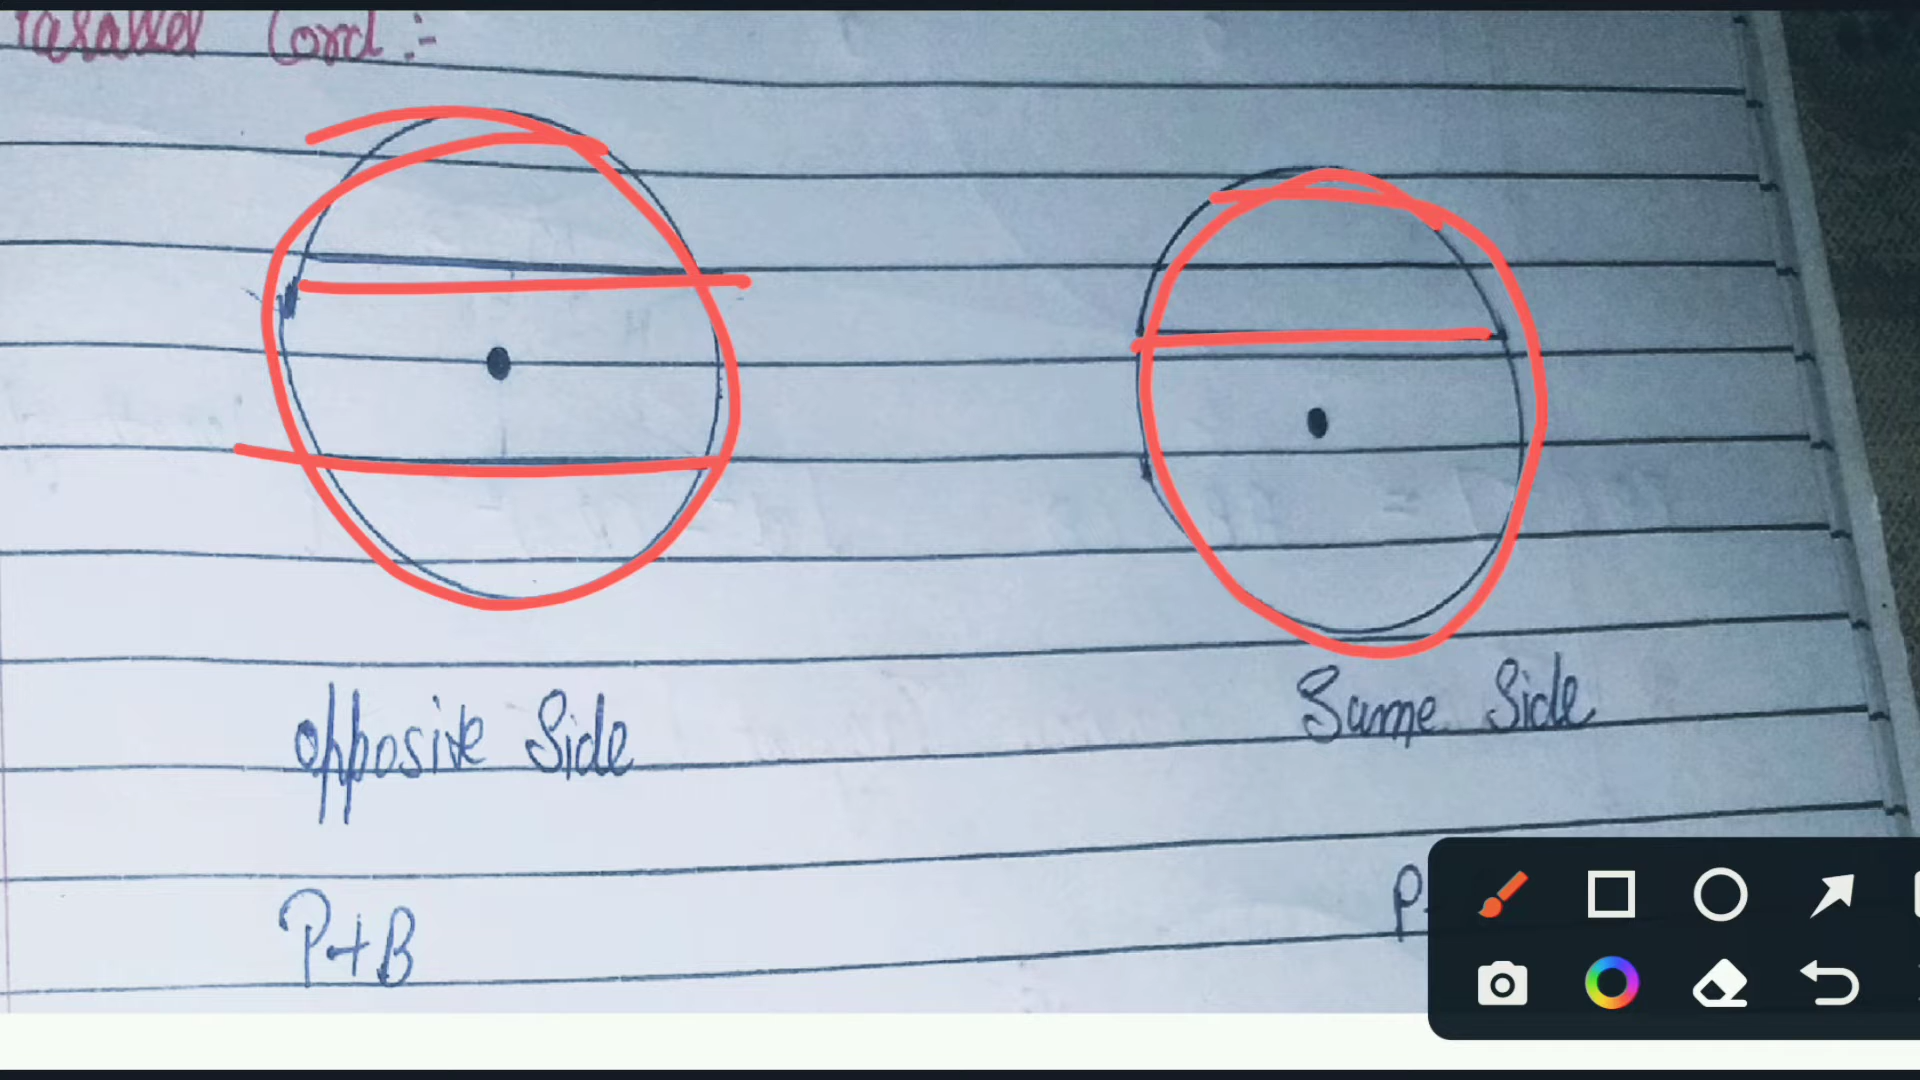 Parallel Cord :-
opposite Side
Same Side
P+B
P-